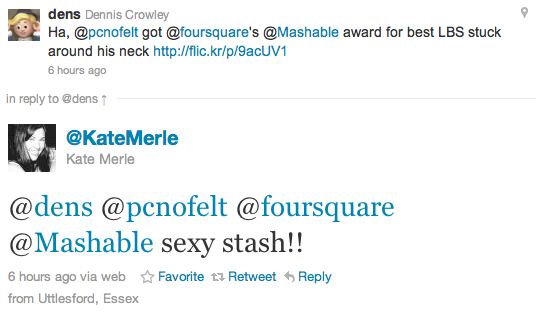 dens Dennis Crowley
Ha, @pcnofelt got @foursquare's @Mashable award for best LBS stuck
around his neck http://flic.kr/p/9acUV1
6 hours ago
in reply to @dens ↑
@KateMerle
Kate Merle
@dens @pcnofelt @foursquare
@Mashable sexy stash!!
6 hours ago via web Favorite Retweet Reply
from Uttlesford, Essex